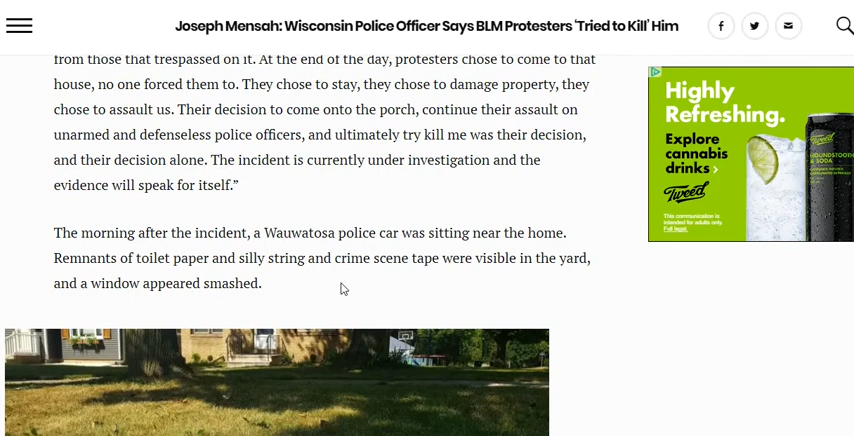 Joseph Mensah: Wisconsin Police Officer Says BLM Protesters ‘Tried to Kill’ Him
from those that trespassed on it. At the end of the day, protesters chose to come to that
house, no one forced them to. They chose to stay, they chose to damage property, they
chose to assault us. Their decision to come onto the porch, continue their assault on
unarmed and defenseless police officers, and ultimately try kill me was their decision,
and their decision alone. The incident is currently under investigation and the
evidence will speak for itself.”
The morning after the incident, a Wauwatosa police car was sitting near the home.
Remnants of toilet paper and silly string and crime scene tape were visible in the yard,
and a window appeared smashed.
Highly
Refreshing.
Explore
cannabis
drinks ›
Tweed
This communication is
intended for adults only.
Full legal.
Tweed
HOUNDSTOOTH
& SODA